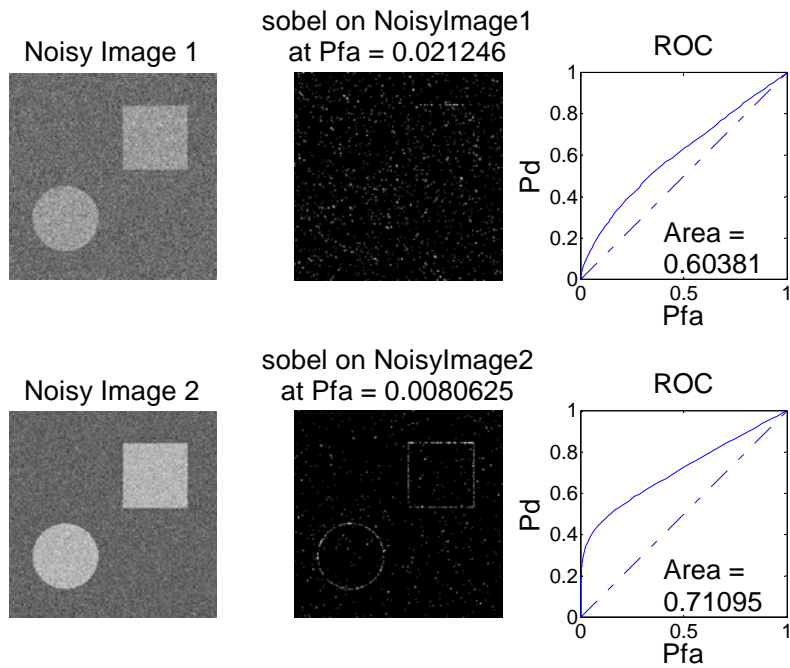 Noisy Image 1
sobel on NoisyImage1
at Pfa = 0.021246
ROC
1
0.8
0.6
0.4
0.2
0
Pd
Area =
0.60381
0
0.5
1
Pfa
Noisy Image 2
sobel on NoisyImage2
at Pfa = 0.0080625
ROC
1
0.8
0.6
0.4
0.2
0
Pd
Area =
0.71095
0
0.5
1
Pfa